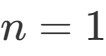 n = 1